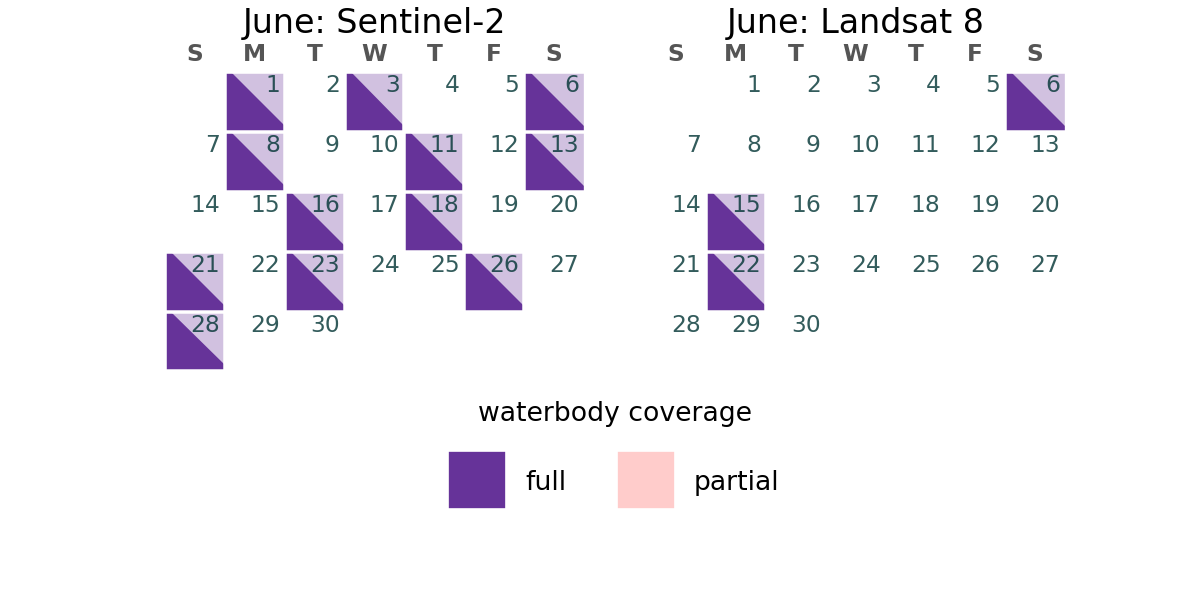 June: Sentinel-2
S M T W T F S
1 2 3 4 5 6
7 8 9 10 11 12 13
14 15 16 17 18 19 20
21 22 23 24 25 26 27
28 29 30
June: Landsat 8
S M T W T F S
1 2 3 4 5 6
7 8 9 10 11 12 13
14 15 16 17 18 19 20
21 22 23 24 25 26 27
28 29 30
waterbody coverage
full
partial